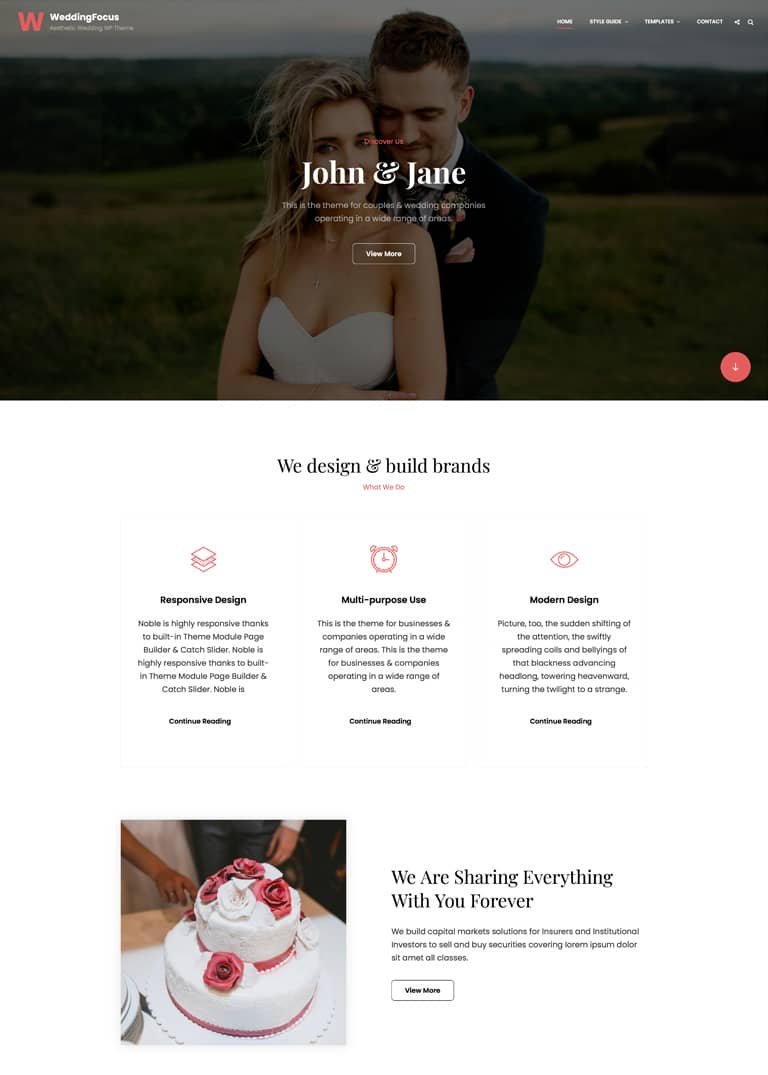 W WeddingFocus
Aesthetic Wedding WP Theme
HOME STYLE GUIDE TEMPLATES CONTACT
Discover Us
John & Jane
This is the theme for couples & wedding companies
operating in a wide range of areas.
View More
We design & build brands
What We Do
Responsive Design
Noble is highly responsive thanks
to built-in Theme Module Page
Builder & Catch Slider. Noble is
highly responsive thanks to built-
in Theme Module Page Builder &
Catch Slider. Noble is
Continue Reading
Multi-purpose Use
This is the theme for businesses &
companies operating in a wide
range of areas. This is the theme
for businesses & companies
operating in a wide range of
areas.
Continue Reading
Modern Design
Picture, too, the sudden shifting of
the attention, the swiftly
spreading coils and bellyings of
that blackness advancing
headlong, towering heavenward,
turning the twilight to a strange.
Continue Reading
We Are Sharing Everything
With You Forever
We build capital markets solutions for Insurers and Institutional
Investors to sell and buy securities covering lorem ipsum dolor
sit amet all classes.
View More